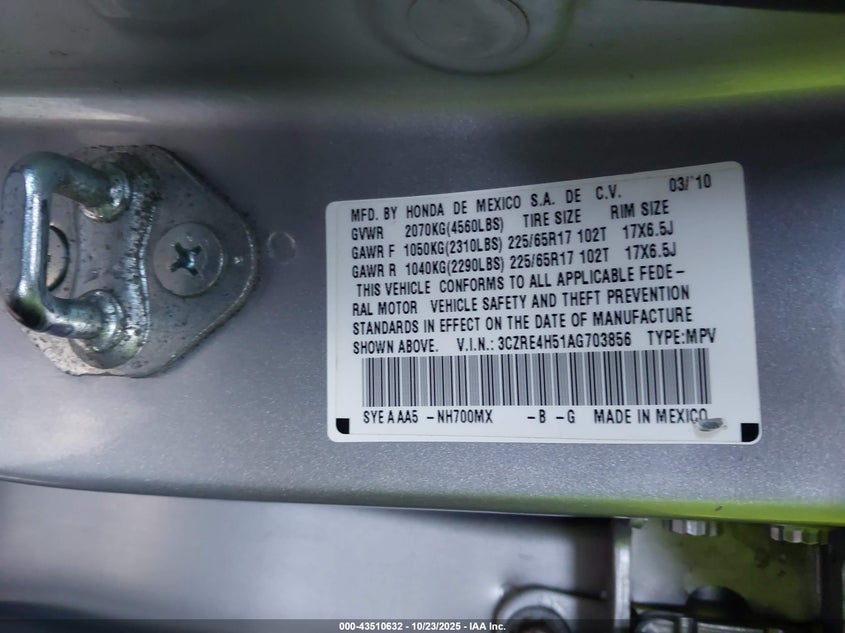 MFD. BY HONDA DE MEXICO S.A. DE C.V. 03/'10
GVWR 2070KG(4560LBS) TIRE SIZE RIM SIZE
GAWR F 1050KG(2310LBS) 225/65R17 102T 17X6.5J
GAWR R 1040KG(2290LBS) 225/65R17 102T 17X6.5J
THIS VEHICLE CONFORMS TO ALL APPLICABLE FEDE-
RAL MOTOR VEHICLE SAFETY AND THEFT PREVENTION
STANDARDS IN EFFECT ON THE DATE OF MANUFACTURE
SHOWN ABOVE. V.I.N.: 3CZRE4H51AG703856 TYPE:MPV
SYE A AA5 -NH700MX -B -G MADE IN MEXICO
000-43510632 - 10/23/2025 - IAA Inc.